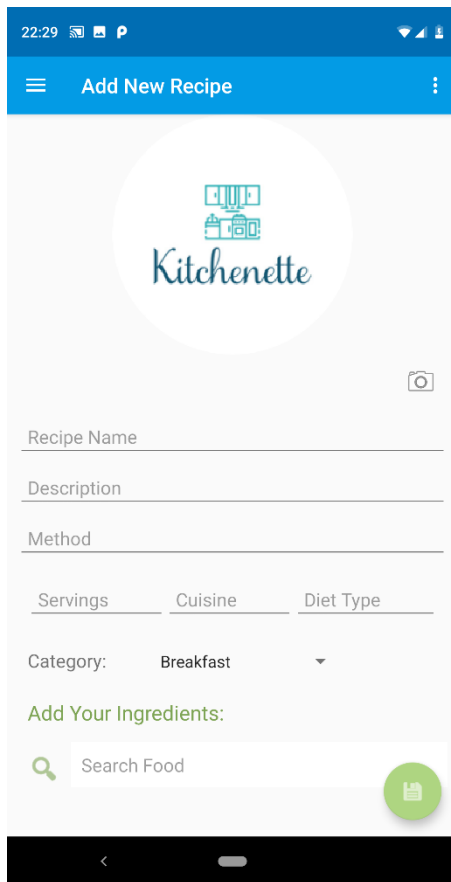 22:29
Add New Recipe
Kitchenette
Recipe Name
Description
Method
Servings Cuisine Diet Type
Category: Breakfast
Add Your Ingredients:
Search Food